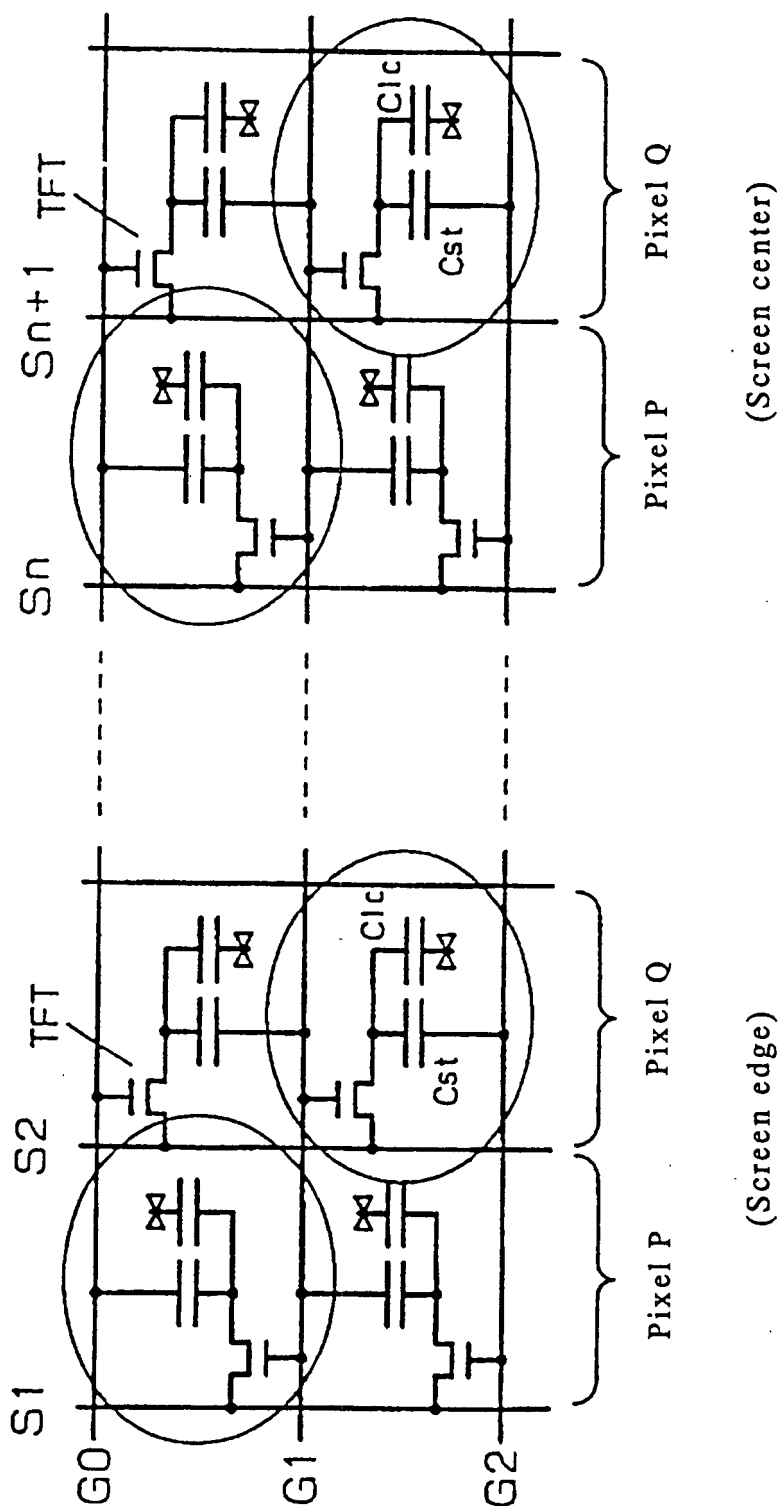 S1
S2
Sn
Sn+1
TFT
TFT
G0
G1
G2
Clc
Cst
Clc
Cst
Pixel P
Pixel Q
Pixel P
Pixel Q
(Screen edge)
(Screen center)